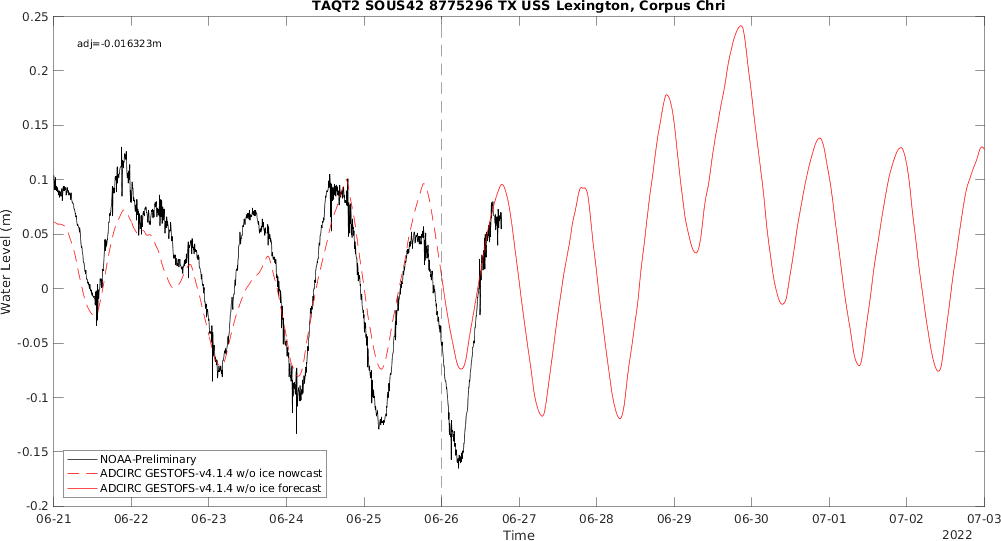 TAQT2 SOUS42 8775296 TX USS Lexington, Corpus Chri
adj=-0.016323m
0.25
0.2
0.15
0.1
0.05
0
-0.05
-0.1
-0.15
-0.2
Water Level (m)
NOAA-Preliminary
ADCIRC GESTOFS-v4.1.4 w/o ice nowcast
ADCIRC GESTOFS-v4.1.4 w/o ice forecast
06-21 06-22 06-23 06-24 06-25 06-26 06-27 06-28 06-29 06-30 07-01 07-02 07-03
Time
2022